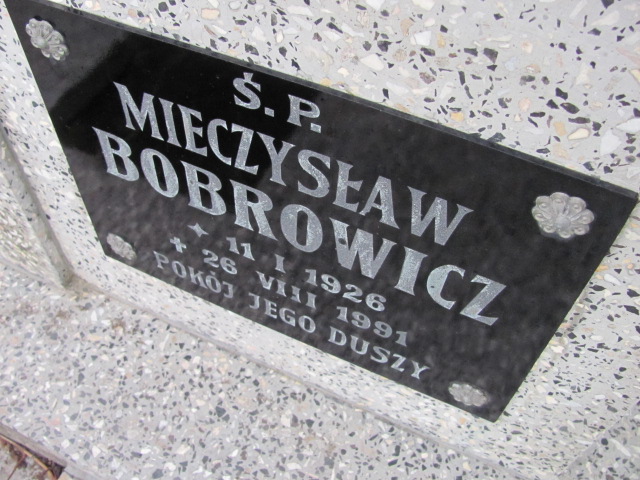 Ś. P.
MIECZYSŁAW
BOBROWICZ
11 I 1926
26 VIII 1991
POKÓJ JEGO DUSZY